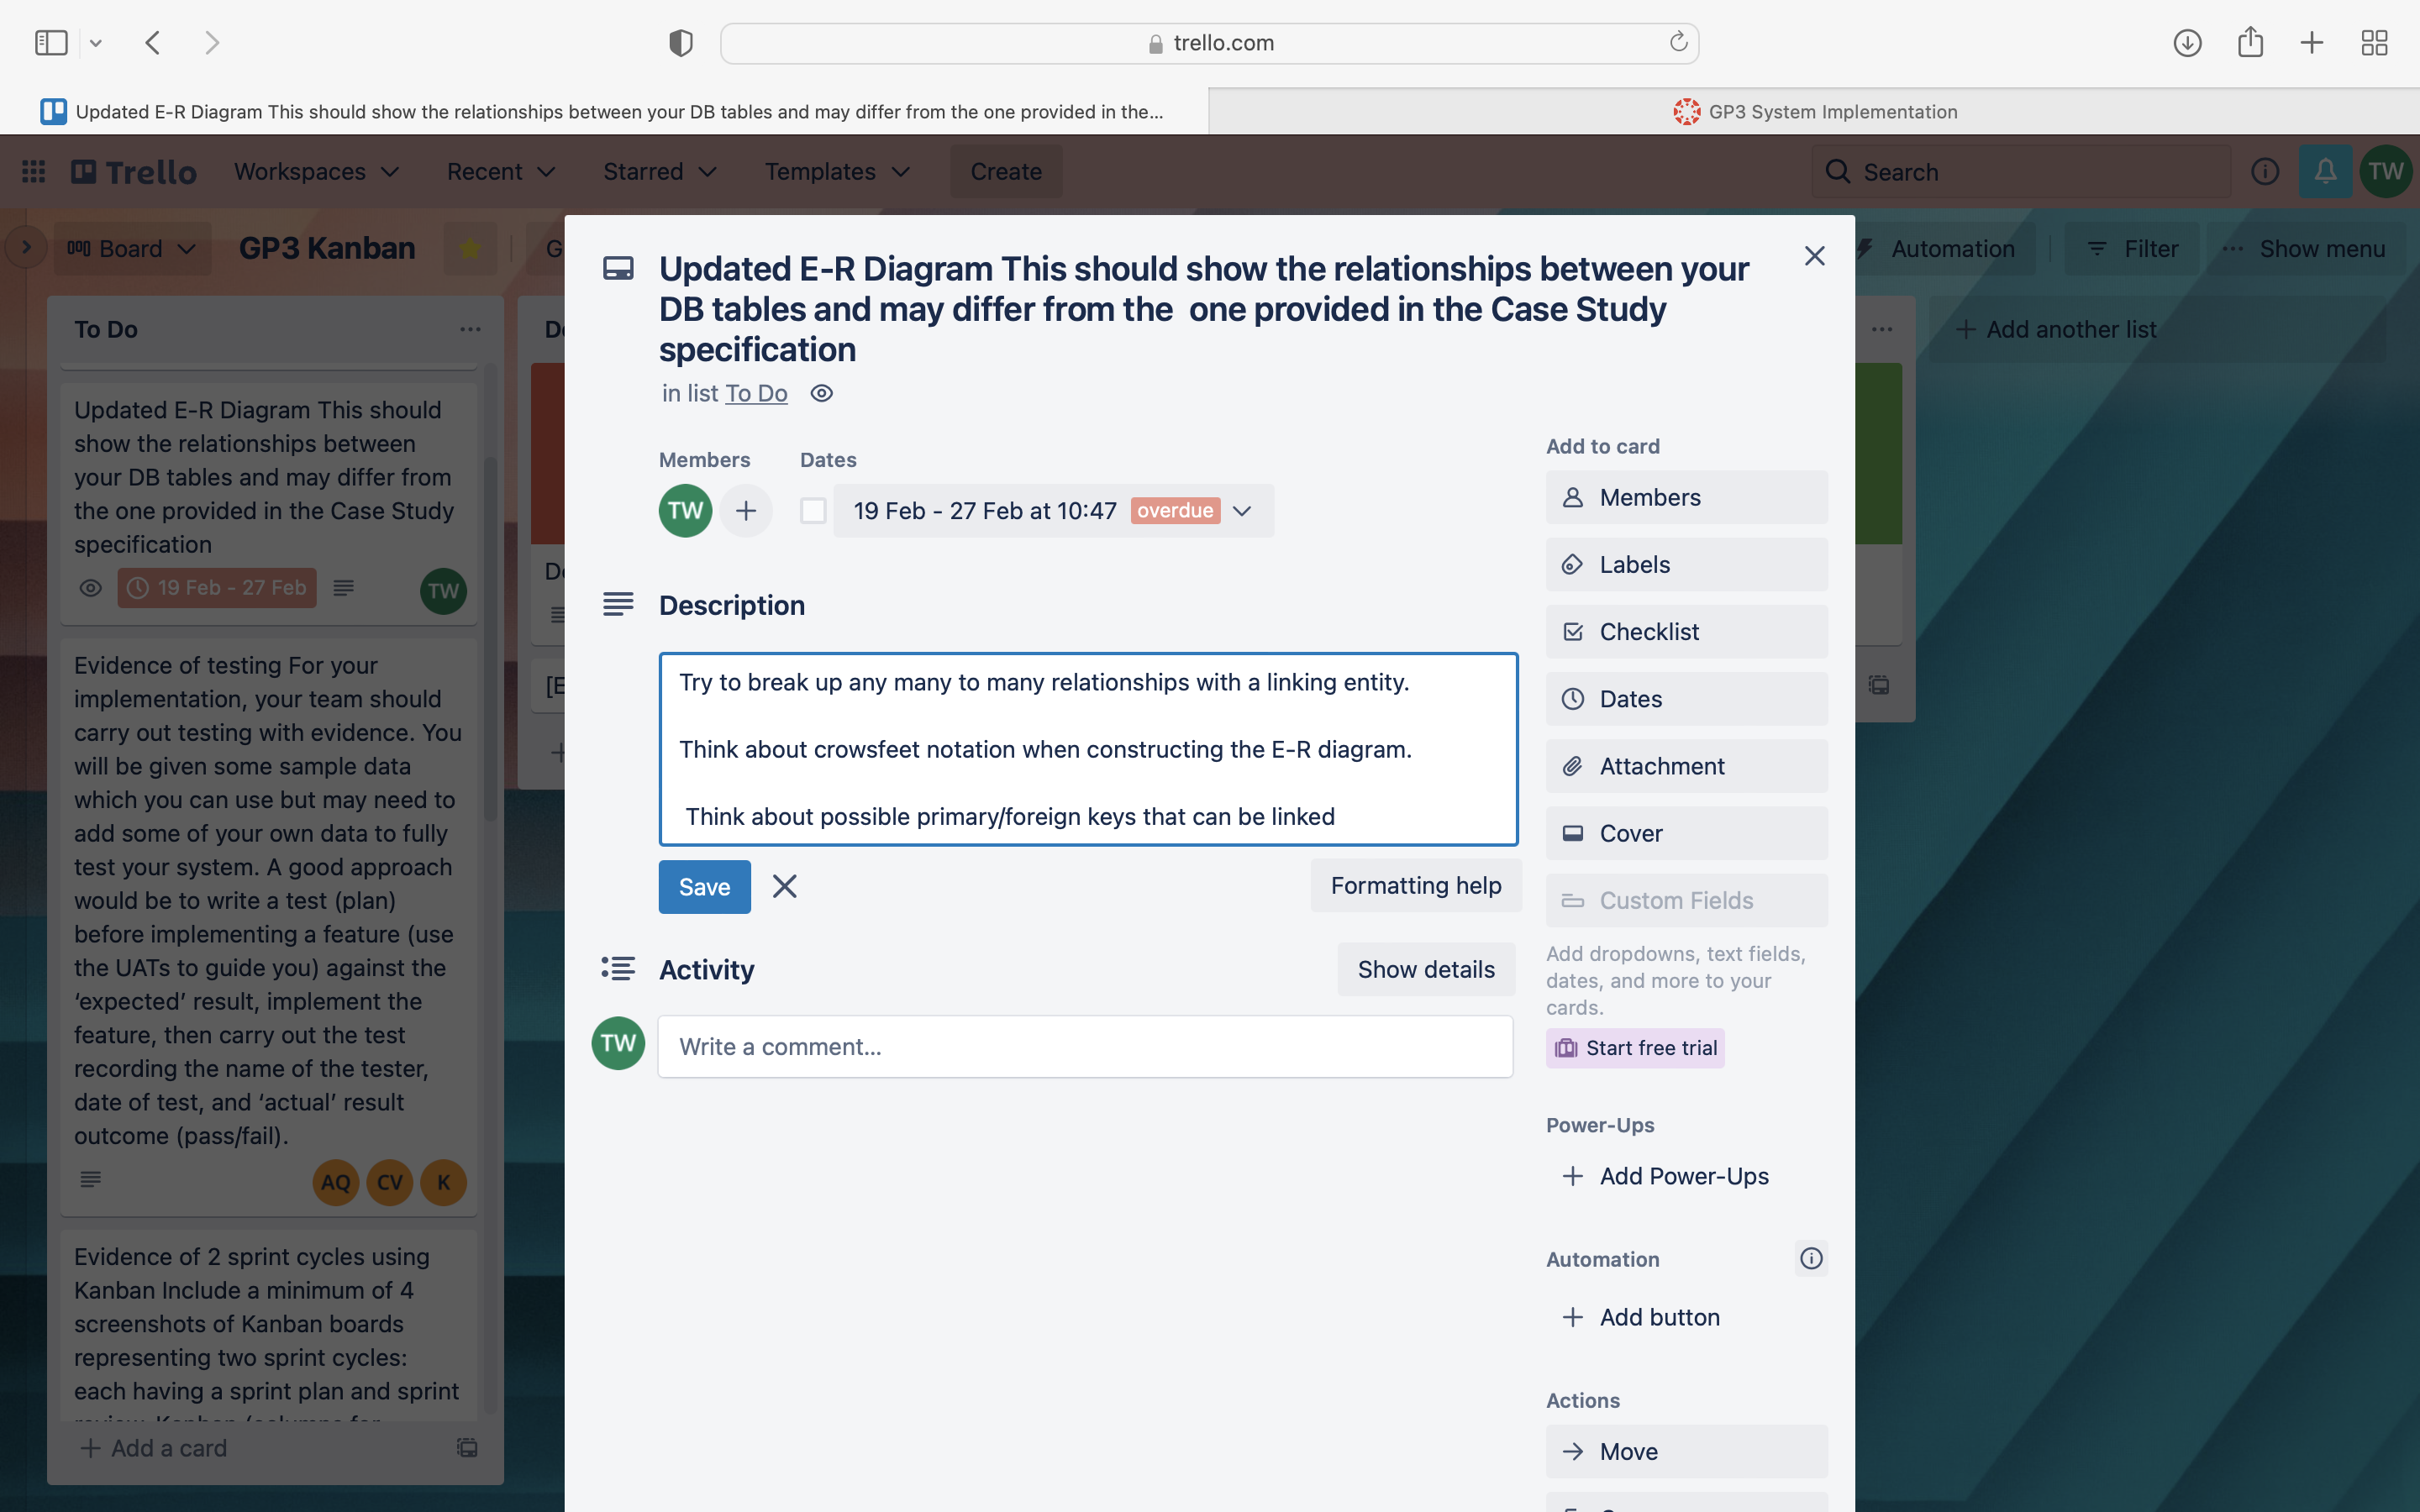 trello.com
Updated E-R Diagram This should show the relationships between your DB tables and may differ from the one provided in the...
GP3 System Implementation
Trello
Workspaces
Recent
Starred
Templates
Create
Search
TW
Board
GP3 Kanban
G
Automation
Filter
Show menu
To Do
Updated E-R Diagram This should
show the relationships between
your DB tables and may differ from
the one provided in the Case Study
specification
19 Feb - 27 Feb
TW
Evidence of testing For your
implementation, your team should
carry out testing with evidence. You
will be given some sample data
which you can use but may need to
add some of your own data to fully
test your system. A good approach
would be to write a test (plan)
before implementing a feature (use
the UATs to guide you) against the
‘expected’ result, implement the
feature, then carry out the test
recording the name of the tester,
date of test, and ‘actual’ result
outcome (pass/fail).
AQ CV K
Evidence of 2 sprint cycles using
Kanban Include a minimum of 4
screenshots of Kanban boards
representing two sprint cycles:
each having a sprint plan and sprint
review. Kanban (columns for
Add a card
Updated E-R Diagram This should show the relationships between your
DB tables and may differ from the one provided in the Case Study
specification
in list To Do
Members
Dates
TW
19 Feb - 27 Feb at 10:47 overdue
Description
Try to break up any many to many relationships with a linking entity.
Think about crowsfeet notation when constructing the E-R diagram.
Think about possible primary/foreign keys that can be linked
Save
Formatting help
Activity
Show details
TW
Write a comment...
Add to card
Members
Labels
Checklist
Dates
Attachment
Cover
Custom Fields
Add dropdowns, text fields,
dates, and more to your
cards.
Start free trial
Power-Ups
Add Power-Ups
Automation
Add button
Actions
Move
Add another list